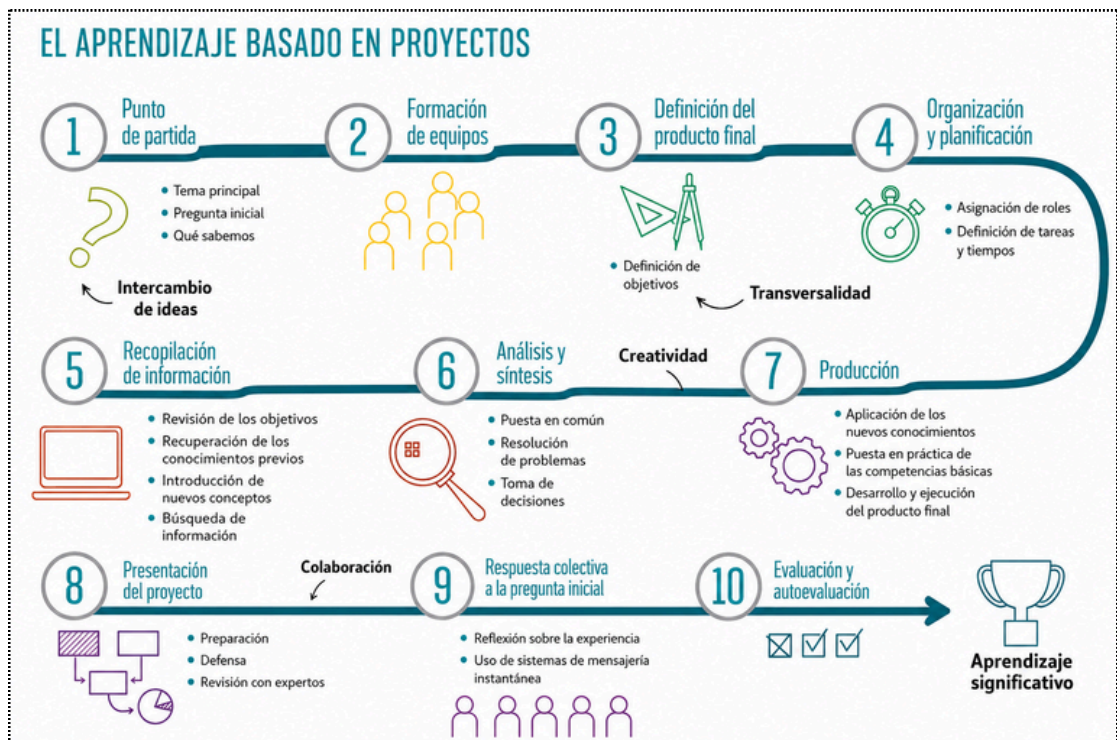 EL APRENDIZAJE BASADO EN PROYECTOS
1
Punto
de partida
• Tema principal
• Pregunta inicial
• Qué sabemos
Intercambio
de ideas
2
Formación
de equipos
3
Definición del
producto final
• Definición de
objetivos
Transversalidad
4
Organización
y planificación
• Asignación de roles
• Definición de tareas
y tiempos
5
Recopilación
de información
• Revisión de los objetivos
• Recuperación de los
conocimientos previos
• Introducción de
nuevos conceptos
• Búsqueda de
información
6
Análisis y
síntesis
• Puesta en común
• Resolución
de problemas
• Toma de
decisiones
Creatividad
7
Producción
• Aplicación de los
nuevos conocimientos
• Puesta en práctica de
las competencias básicas
• Desarrollo y ejecución
del producto final
8
Presentación
del proyecto
• Preparación
• Defensa
• Revisión con expertos
Colaboración
9
Respuesta colectiva
a la pregunta inicial
• Reflexión sobre la experiencia
• Uso de sistemas de mensajería
instantánea
10
Evaluación y
autoevaluación
Aprendizaje
significativo